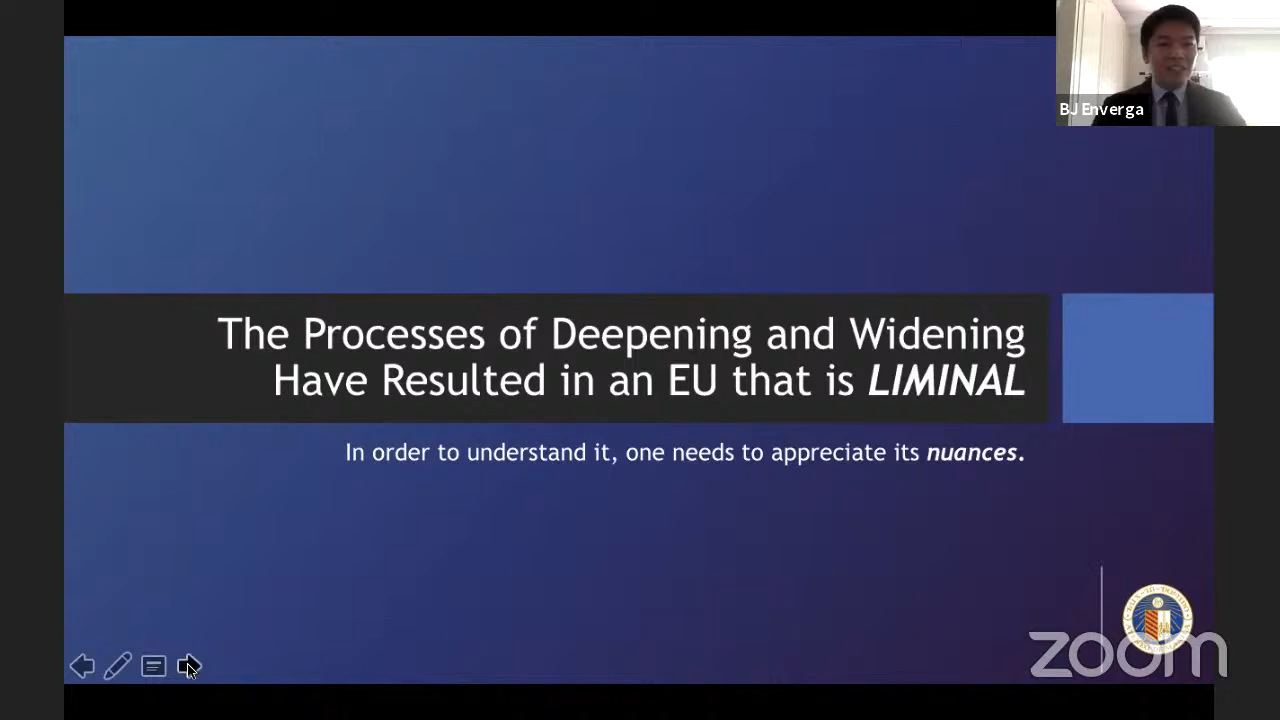 BJ Enverga
The Processes of Deepening and Widening
Have Resulted in an EU that is LIMINAL
In order to understand it, one needs to appreciate its nuances.
zoom